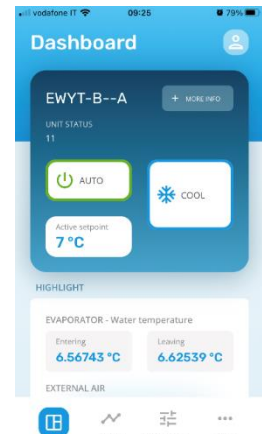 vodafone IT 09:25 79%
Dashboard
EWYT-B--A
+ MORE INFO
UNIT STATUS
11
AUTO
COOL
Active setpoint
7 °C
HIGHLIGHT
EVAPORATOR - Water temperature
Entering Leaving
6.56743 °C 6.62539 °C
EXTERNAL AIR